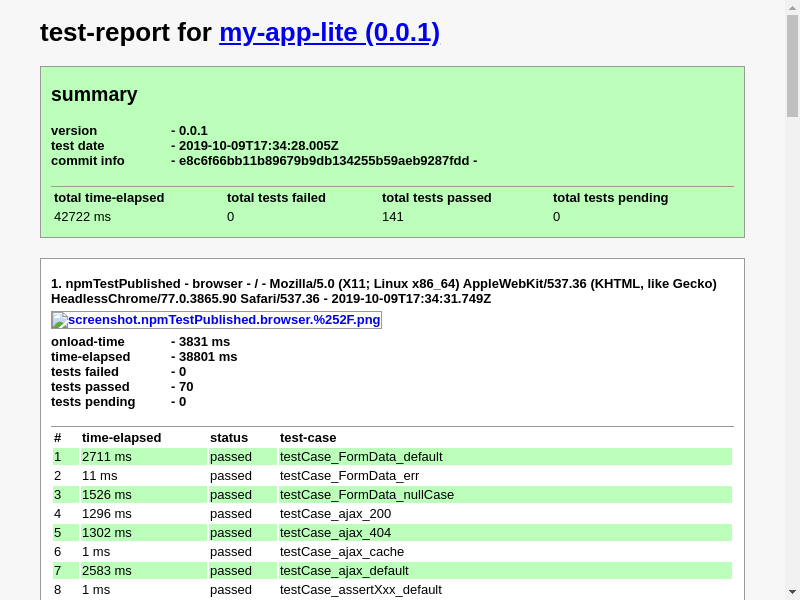 test-report for my-app-lite (0.0.1)
summary
version - 0.0.1
test date - 2019-10-09T17:34:28.005Z
commit info - e8c6f66bb11b89679b9db134255b59aeb9287fdd -
total time-elapsed total tests failed total tests passed total tests pending
42722 ms 0 141 0
1. npmTestPublished - browser - / - Mozilla/5.0 (X11; Linux x86_64) AppleWebKit/537.36 (KHTML, like Gecko)
HeadlessChrome/77.0.3865.90 Safari/537.36 - 2019-10-09T17:34:31.749Z
screenshot.npmTestPublished.browser.%252F.png
onload-time - 3831 ms
time-elapsed - 38801 ms
tests failed - 0
tests passed - 70
tests pending - 0
# time-elapsed status test-case
1 2711 ms passed testCase_FormData_default
2 11 ms passed testCase_FormData_err
3 1526 ms passed testCase_FormData_nullCase
4 1296 ms passed testCase_ajax_200
5 1302 ms passed testCase_ajax_404
6 1 ms passed testCase_ajax_cache
7 2583 ms passed testCase_ajax_default
8 1 ms passed testCase_assertXxx_default